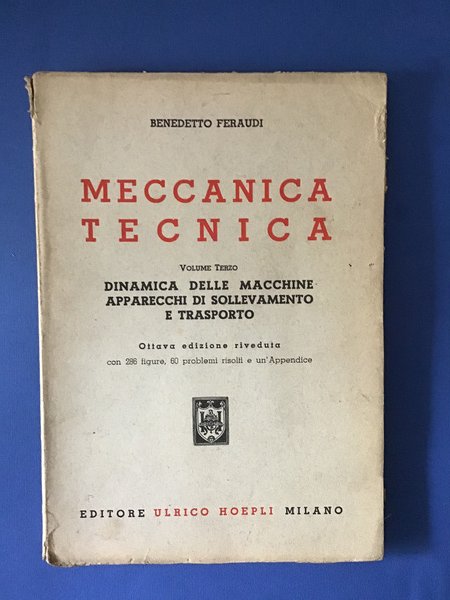 BENEDETTO FERAUDI
MECCANICA
TECNICA
VOLUME TERZO
DINAMICA DELLE MACCHINE
APPARECCHI DI SOLLEVAMENTO
E TRASPORTO
Ottava edizione riveduta
con 286 figure, 60 problemi risolti e un'Appendice
EDITORE ULRICO HOEPLI MILANO